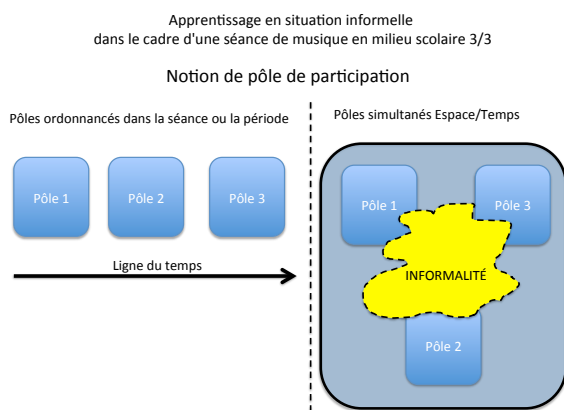 Apprentissage en situation informelle
dans le cadre d'une séance de musique en milieu scolaire 3/3
Notion de pôle de participation
Pôles ordonnancés dans la séance ou la période
Pôle 1
Pôle 2
Pôle 3
Ligne du temps
Pôles simultanés Espace/Temps
Pôle 1
Pôle 3
INFORMALITÉ
Pôle 2